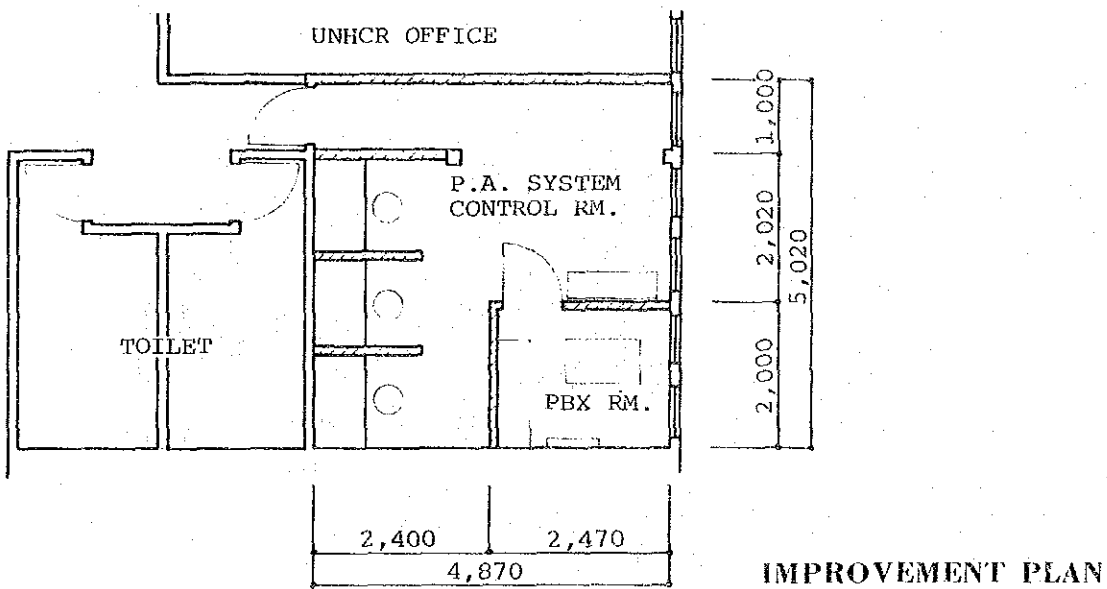 UNHCR OFFICE
1,000
P.A. SYSTEM
CONTROL RM.
2,020
5,020
TOILET
2,000
PBX RM.
2,400
2,470
4,870
IMPROVEMENT PLAN